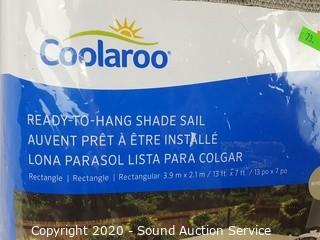 Coolaroo
READY-TO-HANG SHADE SAIL
AUVENT PRÊT À ÊTRE INSTALLÉ
LONA PARASOL LISTA PARA COLGAR
Rectangle | Rectangle | Rectangular 3.9 m x 2.1 m / 13 ft. x 7 ft. / 13 po x 7 po
Copyright 2020 - Sound Auction Service